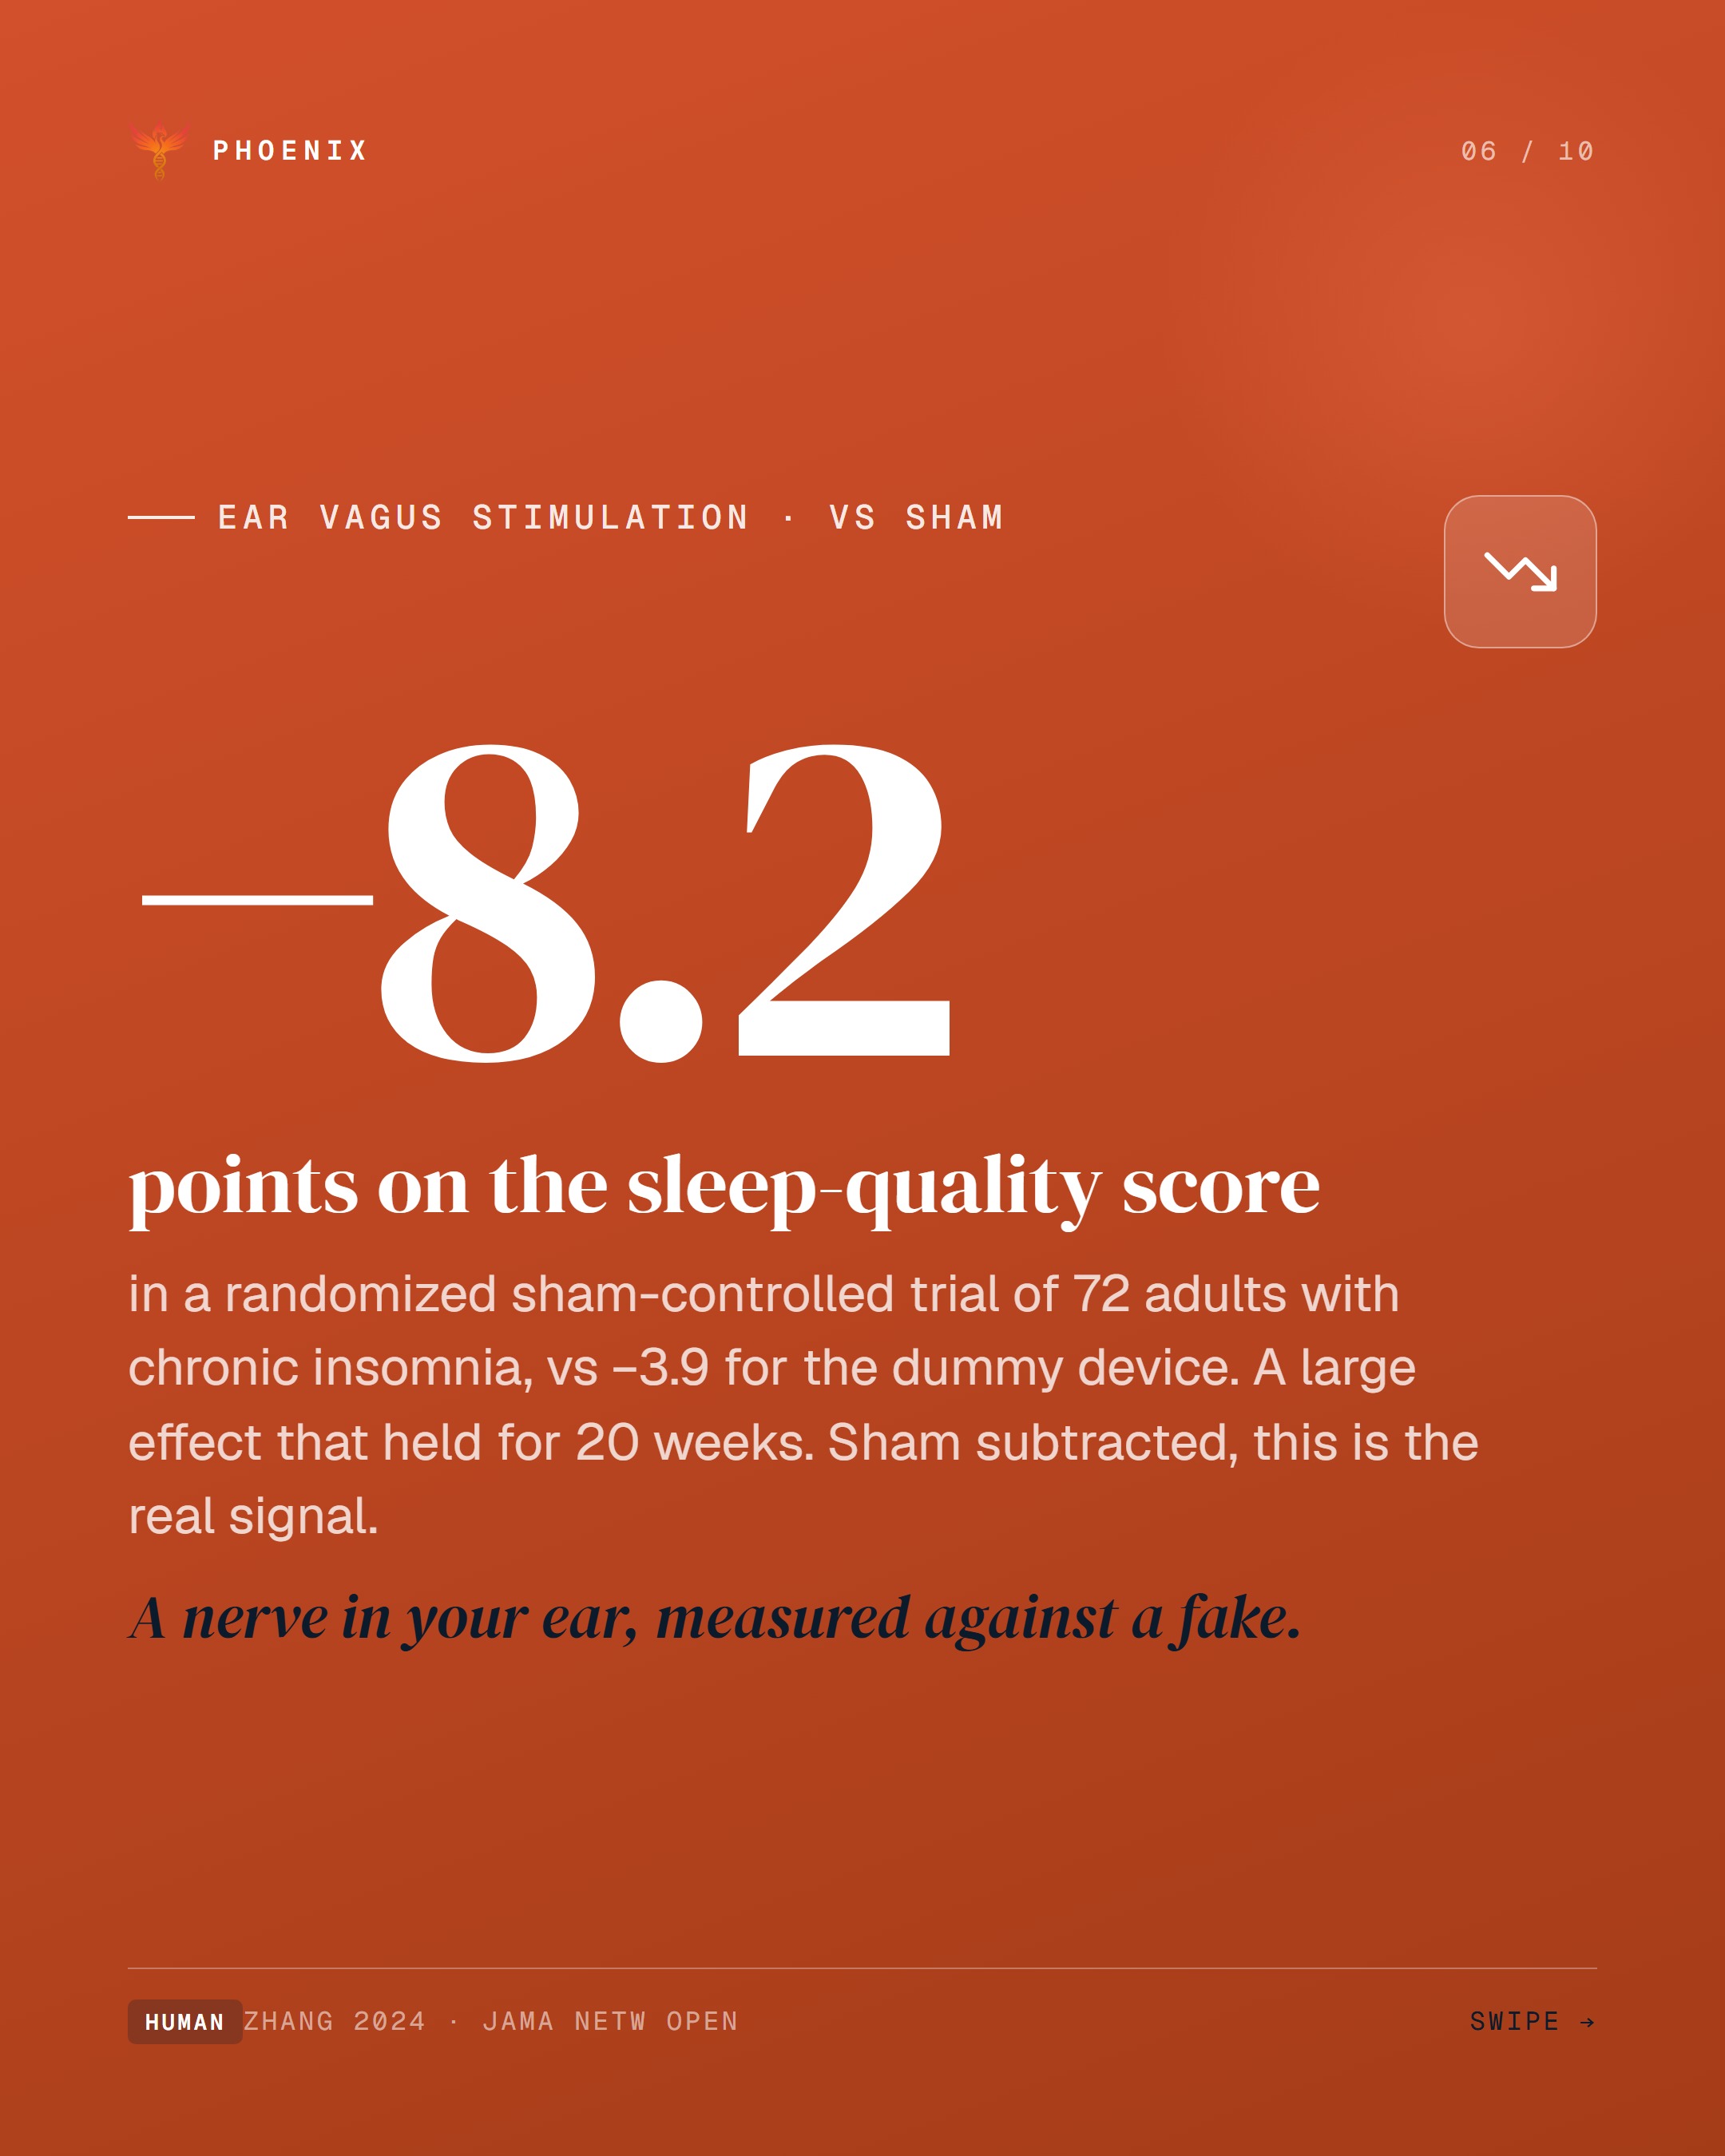 PHOENIX
06 / 10
EAR VAGUS STIMULATION · VS SHAM
—8.2
points on the sleep-quality score
in a randomized sham-controlled trial of 72 adults with
chronic insomnia, vs −3.9 for the dummy device. A large
effect that held for 20 weeks. Sham subtracted, this is the
real signal.
A nerve in your ear, measured against a fake.
HUMAN ZHANG 2024 · JAMA NETW OPEN
SWIPE →